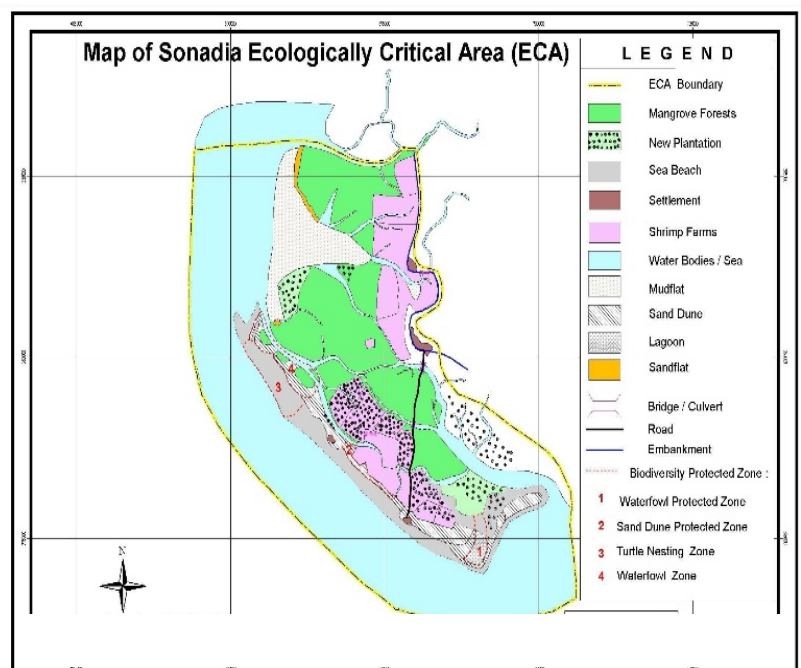 Map of Sonadia Ecologically Critical Area (ECA)
LEGEND
ECA Boundary
Mangrove Forests
New Plantation
Sea Beach
Settlement
Shrimp Farms
Water Bodies / Sea
Mudflat
Sand Dune
Lagoon
Sandflat
Bridge / Culvert
Road
Embankment
Biodiversity Protected Zone :
1 Waterfowl Protected Zone
2 Sand Dune Protected Zone
3 Turtle Nesting Zone
4 Waterfowl Zone
4
3
2
1
N